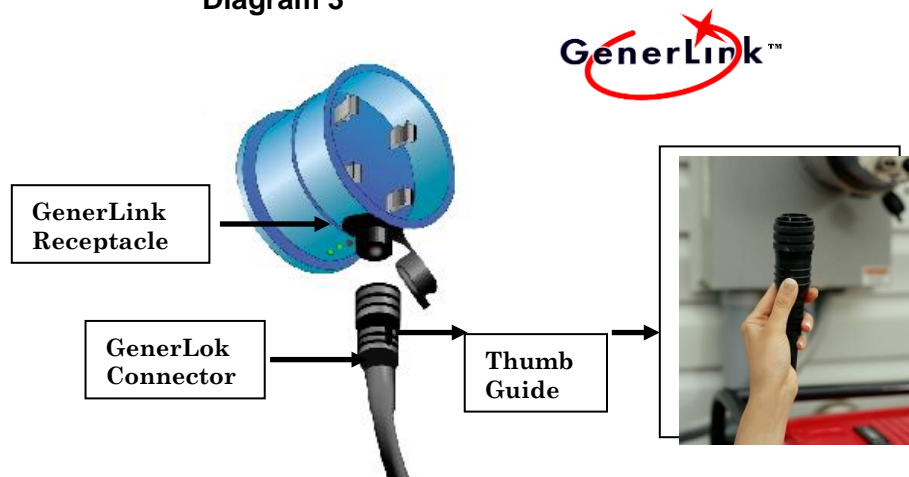 Diagram 3
GenerLink™
GenerLink
Receptacle
GenerLok
Connector
Thumb
Guide